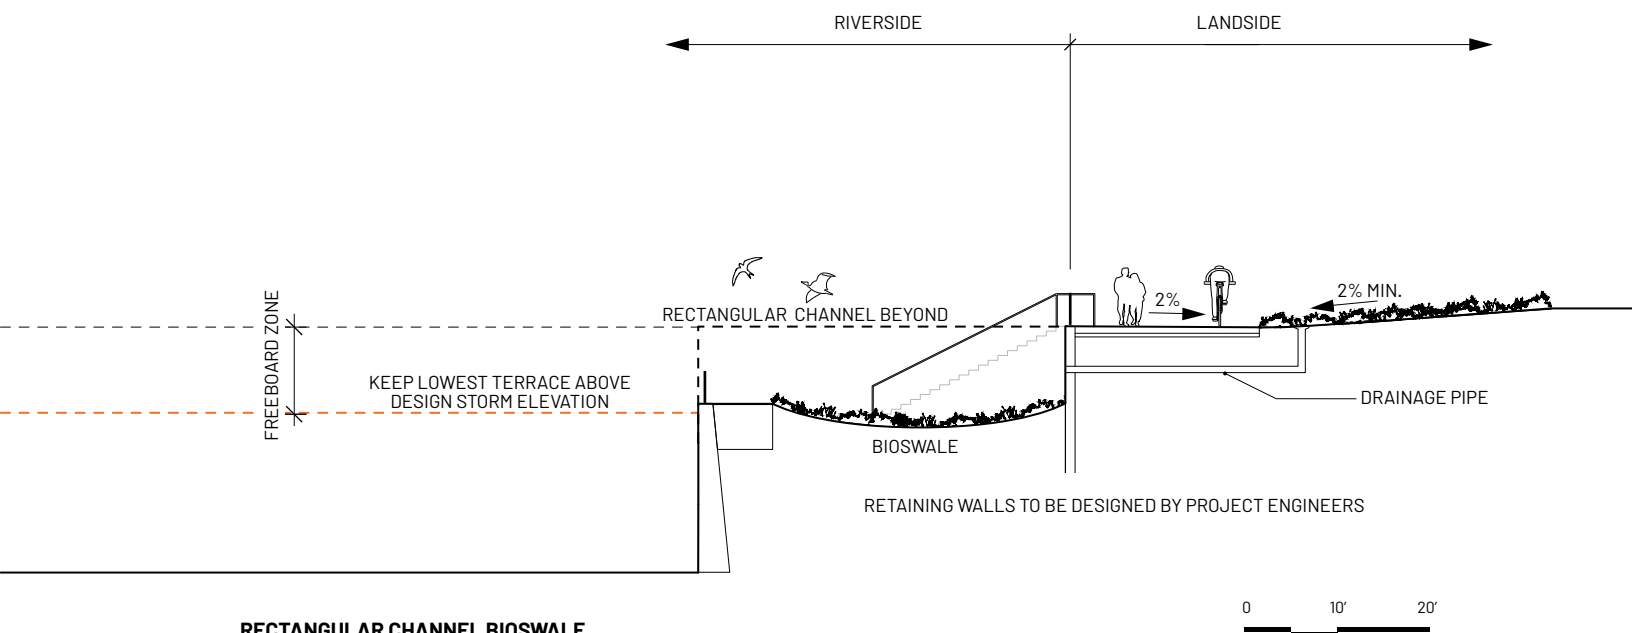 RIVERSIDE
LANDSIDE
FREEBOARD ZONE
RECTANGULAR CHANNEL BEYOND
2%
2% MIN.
KEEP LOWEST TERRACE ABOVE
DESIGN STORM ELEVATION
DRAINAGE PIPE
BIOSWALE
RETAINING WALLS TO BE DESIGNED BY PROJECT ENGINEERS
0 10' 20'
RECTANGULAR CHANNEL BIOSWALE